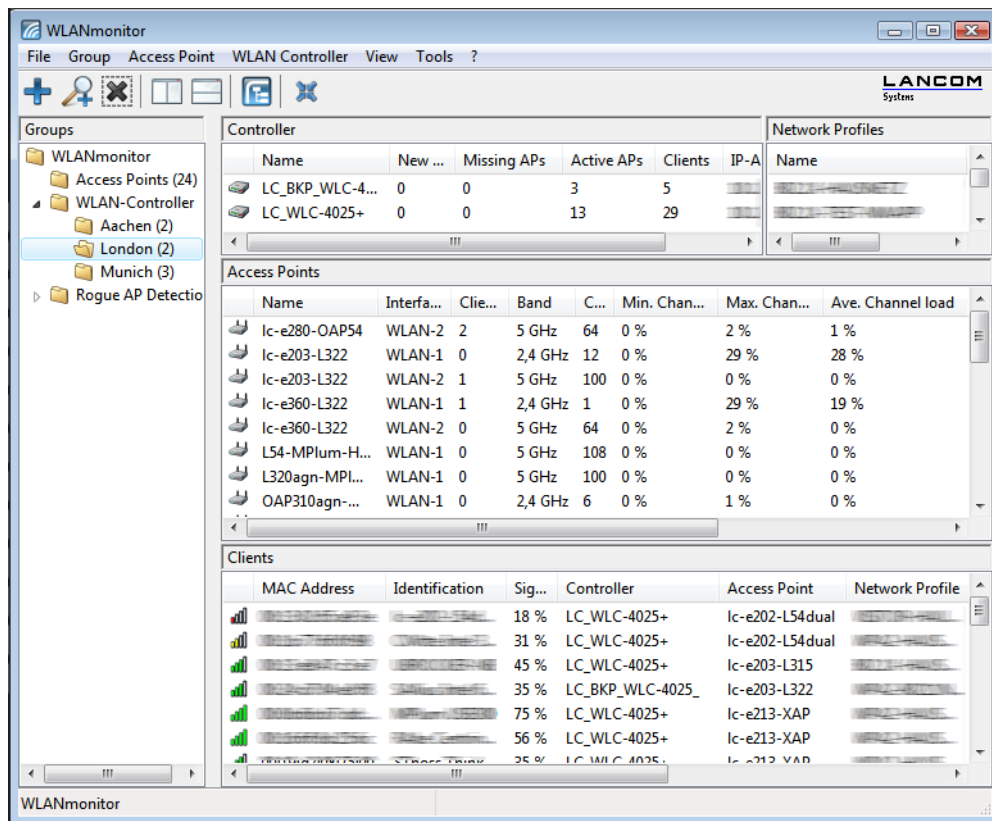 WLANmonitor
File Group Access Point WLAN Controller View Tools ?
LANCOM
Systems
Groups
WLANmonitor
Access Points (24)
WLAN-Controller
Aachen (2)
London (2)
Munich (3)
Rogue AP Detectio
Controller
Name New ... Missing APs Active APs Clients IP-A
LC_BKP_WLC-4... 0 0 3 5
LC_WLC-4025+ 0 0 13 29
Network Profiles
Name
Access Points
Name Interfa... Clie... Band C... Min. Chan... Max. Chan... Ave. Channel load
lc-e280-OAP54 WLAN-2 2 5 GHz 64 0 % 2 % 1 %
lc-e203-L322 WLAN-1 0 2,4 GHz 12 0 % 29 % 28 %
lc-e203-L322 WLAN-2 1 5 GHz 100 0 % 0 % 0 %
lc-e360-L322 WLAN-1 1 2,4 GHz 1 0 % 29 % 19 %
lc-e360-L322 WLAN-2 0 5 GHz 64 0 % 2 % 0 %
L54-MPlum-H... WLAN-1 0 5 GHz 108 0 % 0 % 0 %
L320agn-MPl... WLAN-1 0 5 GHz 100 0 % 0 % 0 %
OAP310agn-... WLAN-1 0 2,4 GHz 6 0 % 1 % 0 %
Clients
MAC Address Identification Sig... Controller Access Point Network Profile
18 % LC_WLC-4025+ lc-e202-L54dual
31 % LC_WLC-4025+ lc-e202-L54dual
45 % LC_WLC-4025+ lc-e203-L315
35 % LC_BKP_WLC-4025_ lc-e203-L322
75 % LC_WLC-4025+ lc-e213-XAP
56 % LC_WLC-4025+ lc-e213-XAP
35 % LC_WLC-4025+ lc-e213-XAP
WLANmonitor